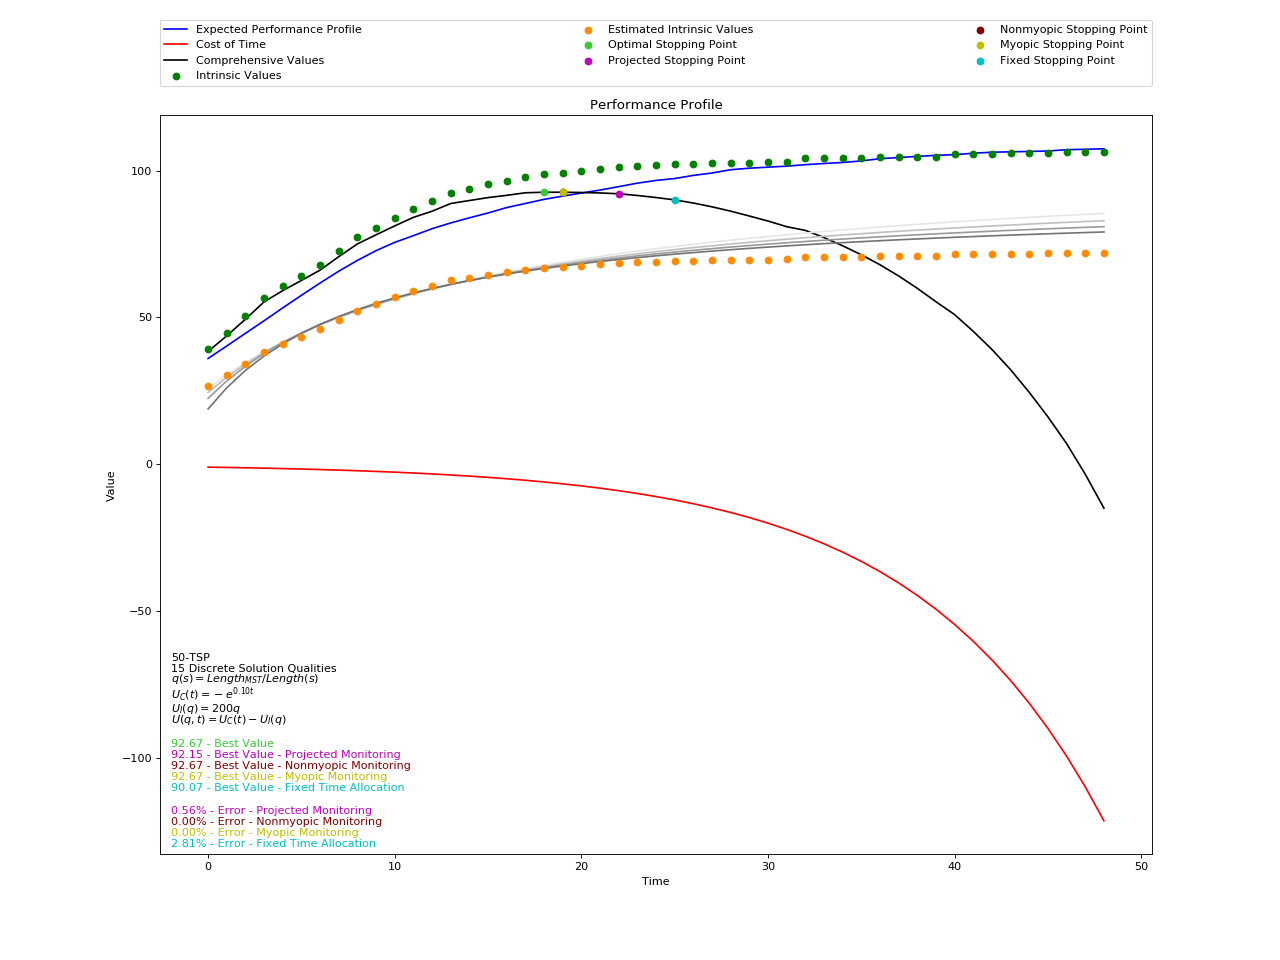 Expected Performance Profile
Cost of Time
Comprehensive Values
Intrinsic Values
Estimated Intrinsic Values
Optimal Stopping Point
Projected Stopping Point
Nonmyopic Stopping Point
Myopic Stopping Point
Fixed Stopping Point
Performance Profile
100
50
0
−50
−100
Value
50-TSP
15 Discrete Solution Qualities
q(s) = Length_{MST}/Length(s)
U_C(t) = −e^{0.10t}
U_I(q) = 200q
U(q, t) = U_C(t) − U_I(q)
92.67 - Best Value
92.15 - Best Value - Projected Monitoring
92.67 - Best Value - Nonmyopic Monitoring
92.67 - Best Value - Myopic Monitoring
90.07 - Best Value - Fixed Time Allocation
0.56% - Error - Projected Monitoring
0.00% - Error - Nonmyopic Monitoring
0.00% - Error - Myopic Monitoring
2.81% - Error - Fixed Time Allocation
0 10 20 30 40 50
Time